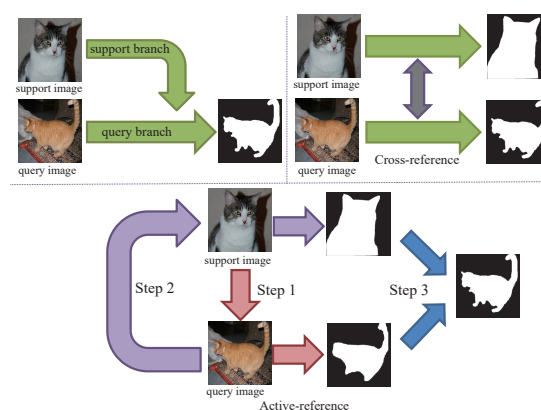 support branch
support image
query branch
query image
support image
Cross-reference
query image
support image
Step 2
Step 1
Step 3
query image
Active-reference